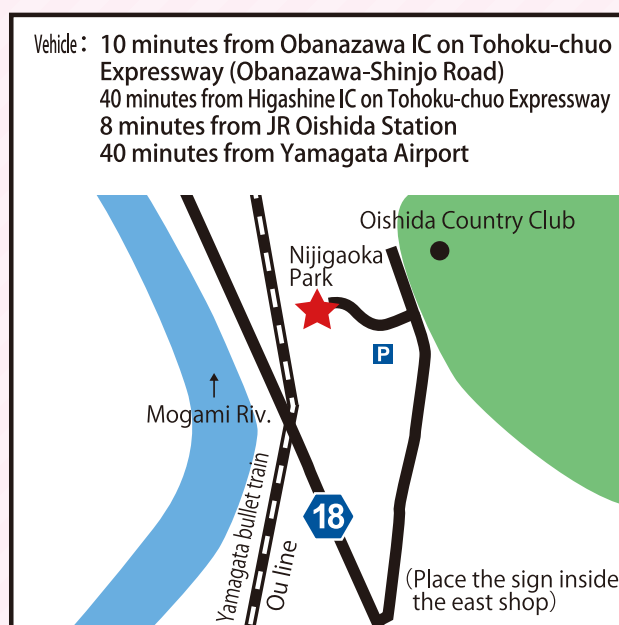 Vehicle: 10 minutes from Obanazawa IC on Tohoku-chuo
Expressway (Obanazawa-Shinjo Road)
40 minutes from Higashine IC on Tohoku-chuo Expressway
8 minutes from JR Oishida Station
40 minutes from Yamagata Airport
Oishida Country Club
Nijigaoka
Park
P
↑
Mogami Riv.
Yamagata bullet train
Ou line
18
(Place the sign inside
the east shop)